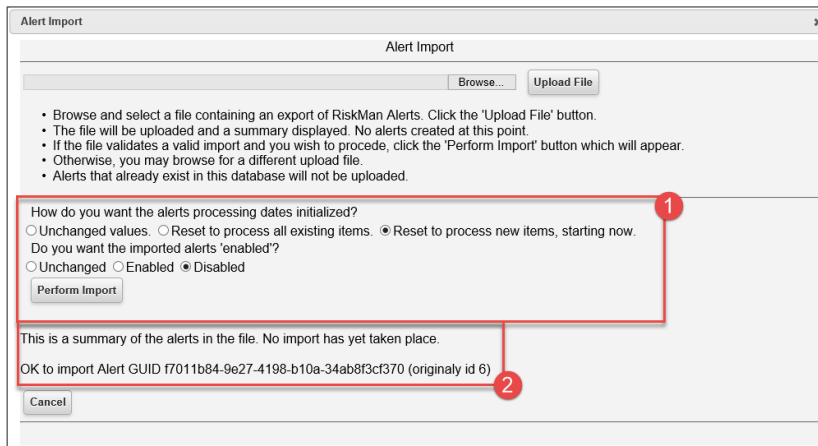 Alert Import
x
Alert Import
Browse... Upload File
• Browse and select a file containing an export of RiskMan Alerts. Click the 'Upload File' button.
• The file will be uploaded and a summary displayed. No alerts created at this point.
• If the file validates a valid import and you wish to procede, click the 'Perform Import' button which will appear.
• Otherwise, you may browse for a different upload file.
• Alerts that already exist in this database will not be uploaded.
1
How do you want the alerts processing dates initialized?
Unchanged values. Reset to process all existing items. Reset to process new items, starting now.
Do you want the imported alerts 'enabled'?
Unchanged Enabled Disabled
Perform Import
This is a summary of the alerts in the file. No import has yet taken place.
OK to import Alert GUID f7011b84-9e27-4198-b10a-34ab8f3cf370 (originaly id 6)
2
Cancel